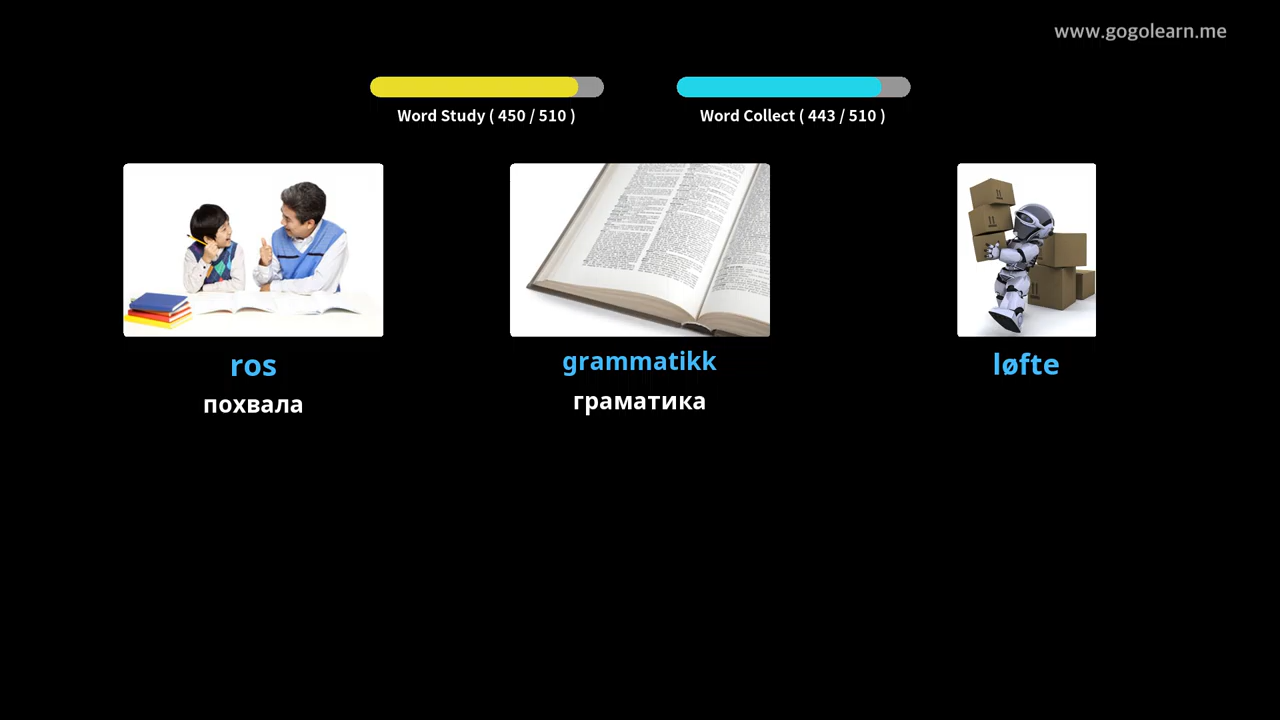 www.gogolearn.me
Word Study ( 450 / 510 )
Word Collect ( 443 / 510 )
ros
похвала
grammatikk
граматика
løfte